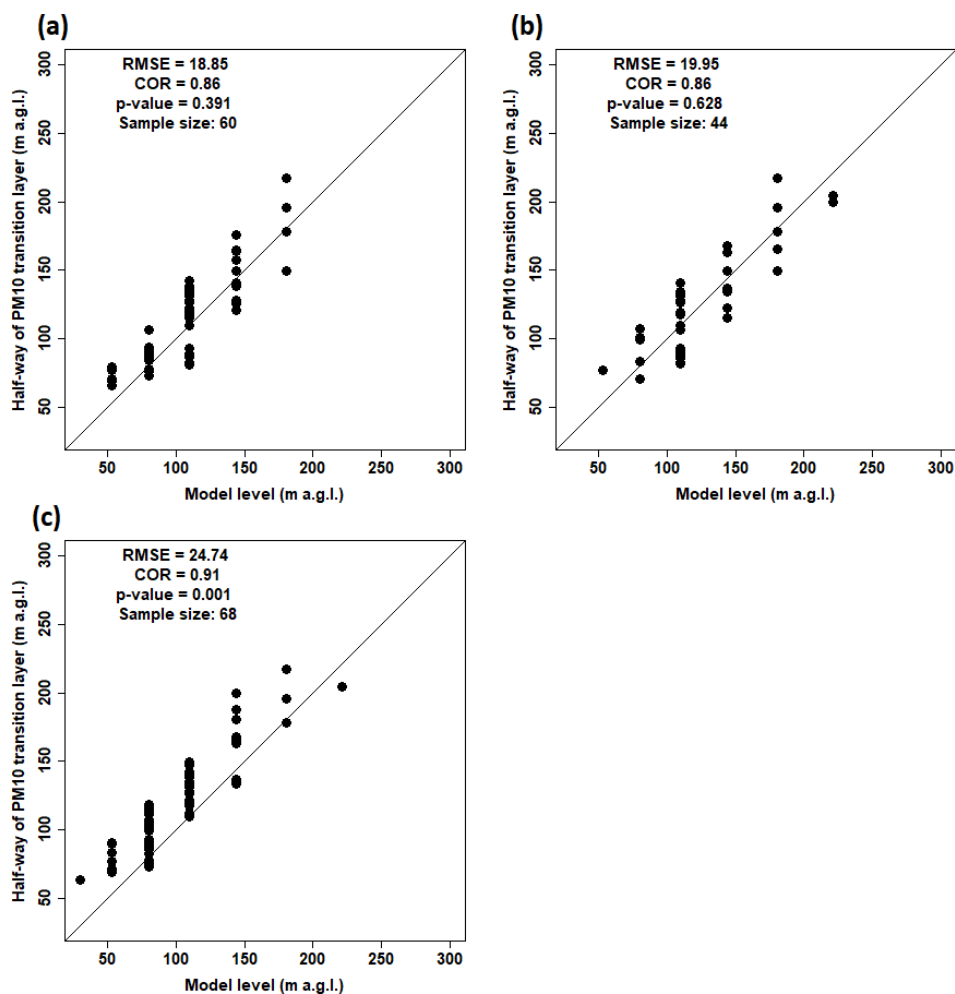 (a)
RMSE = 18.85
COR = 0.86
p-value = 0.391
Sample size: 60
Half-way of PM10 transition layer (m a.g.l.)
300
250
200
150
100
50
50 100 150 200 250 300
Model level (m a.g.l.)
(b)
RMSE = 19.95
COR = 0.86
p-value = 0.628
Sample size: 44
Half-way of PM10 transition layer (m a.g.l.)
300
250
200
150
100
50
50 100 150 200 250 300
Model level (m a.g.l.)
(c)
RMSE = 24.74
COR = 0.91
p-value = 0.001
Sample size: 68
Half-way of PM10 transition layer (m a.g.l.)
300
250
200
150
100
50
50 100 150 200 250 300
Model level (m a.g.l.)